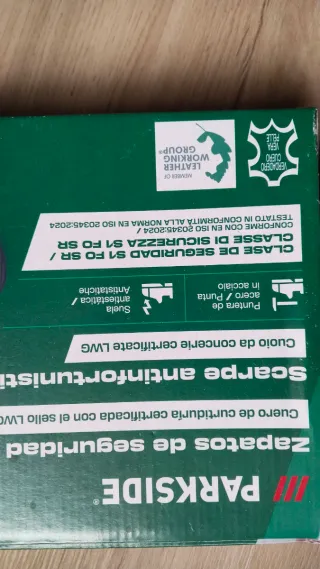 PARKSIDE®
Zapatos de seguridad
Cuero de curtiduría certificada con el sello LWG
Scarpe antinfortunisti
Cuoio da concerie certificate LWG
Puntera de
acero / Punta
in acciaio
Suela
antiestática /
Antistatiche
CLASE DE SEGURIDAD S1 FO SR /
CLASSE DI SICUREZZA S1 FO SR
CONFORME CON EN ISO 20345:2024 /
TESTATO IN CONFORMITÀ ALLA NORMA EN ISO 20345:2024
MEMBER OF
LEATHER
WORKING
GROUP®
VERDADERO
CUERO
VERA
PELLE